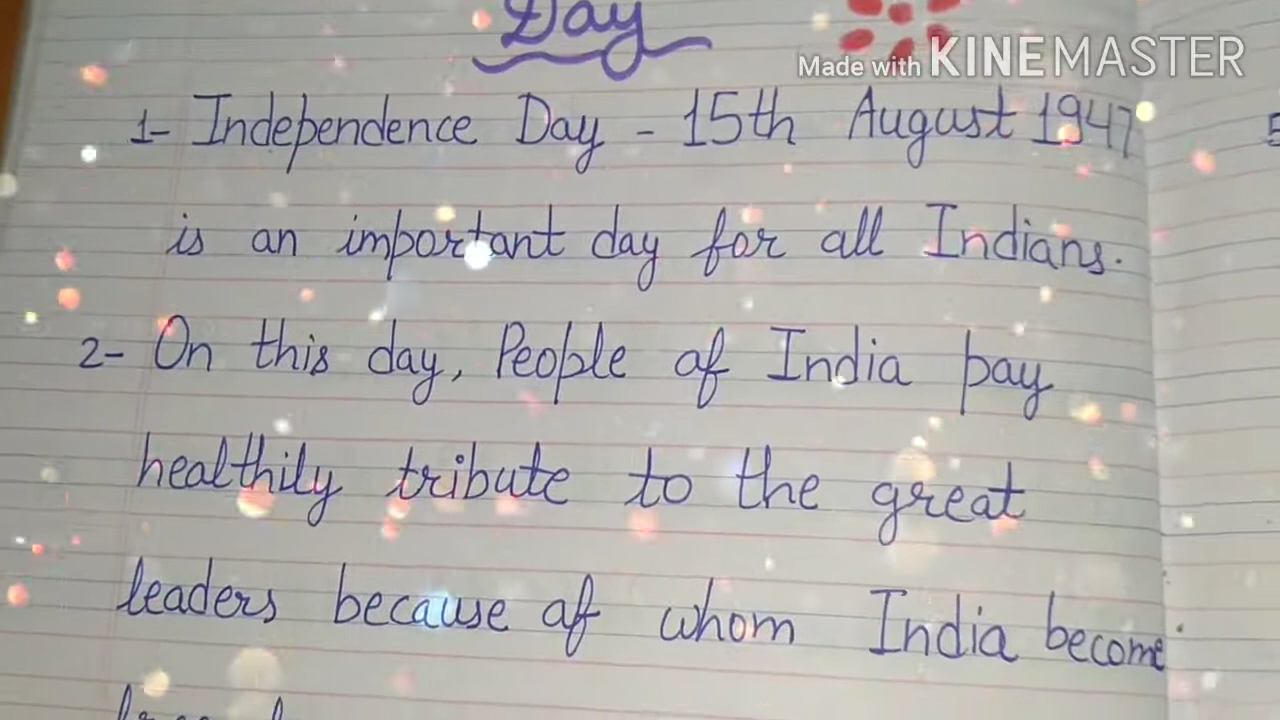 Day
Made with KINEMASTER
1- Independence Day - 15th August 1947
is an important day for all Indians.
2- On this day, People of India pay
healthily tribute to the great
leaders because of whom India become